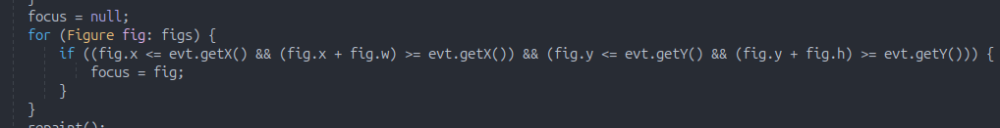 }
focus = null;
for (Figure fig: figs) {
if ((fig.x <= evt.getX() && (fig.x + fig.w) >= evt.getX()) && (fig.y <= evt.getY() && (fig.y + fig.h) >= evt.getY())) {
focus = fig;
}
}
repaint();